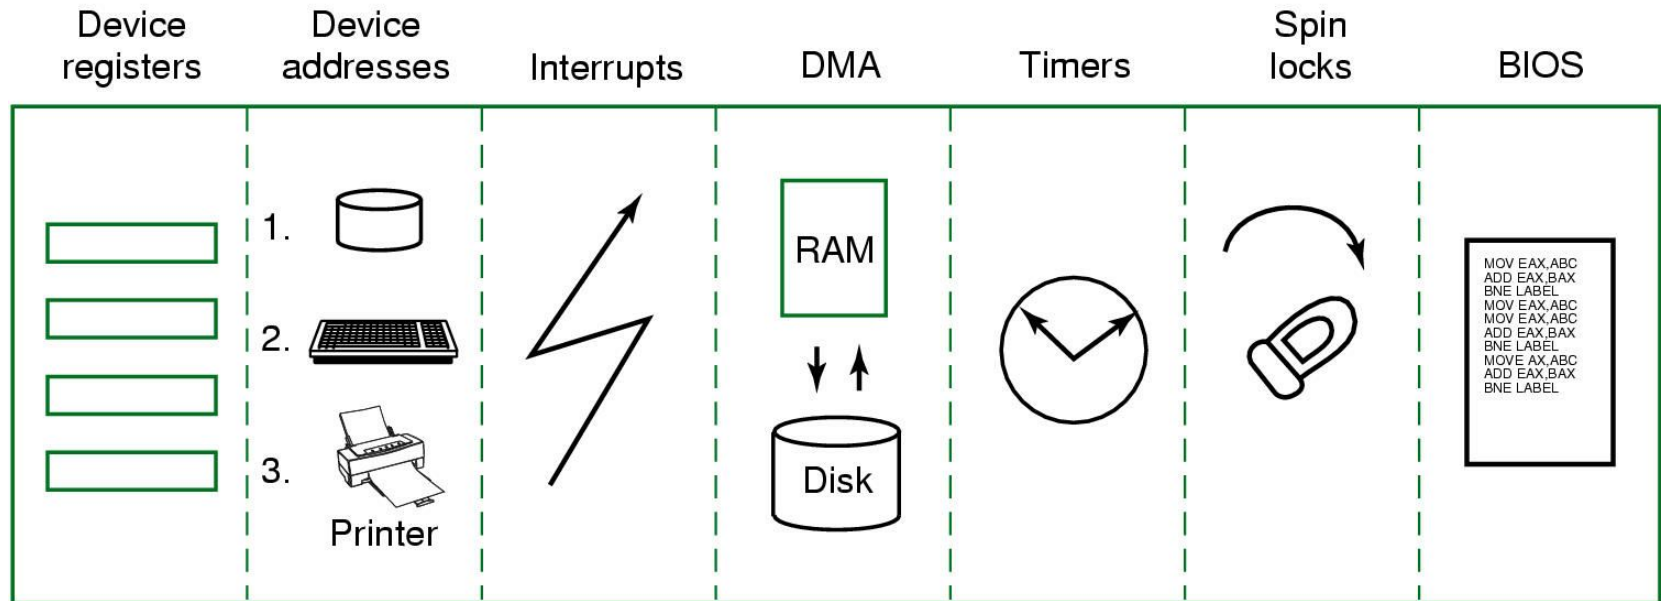 Device
registers
Device
addresses
Interrupts
DMA
Timers
Spin
locks
BIOS
1.
2.
3.
Printer
RAM
Disk
MOV EAX,ABC
ADD EAX,BAX
BNE LABEL
MOV EAX,ABC
MOV EAX,ABC
ADD EAX,BAX
BNE LABEL
MOVE AX,ABC
ADD EAX,BAX
BNE LABEL